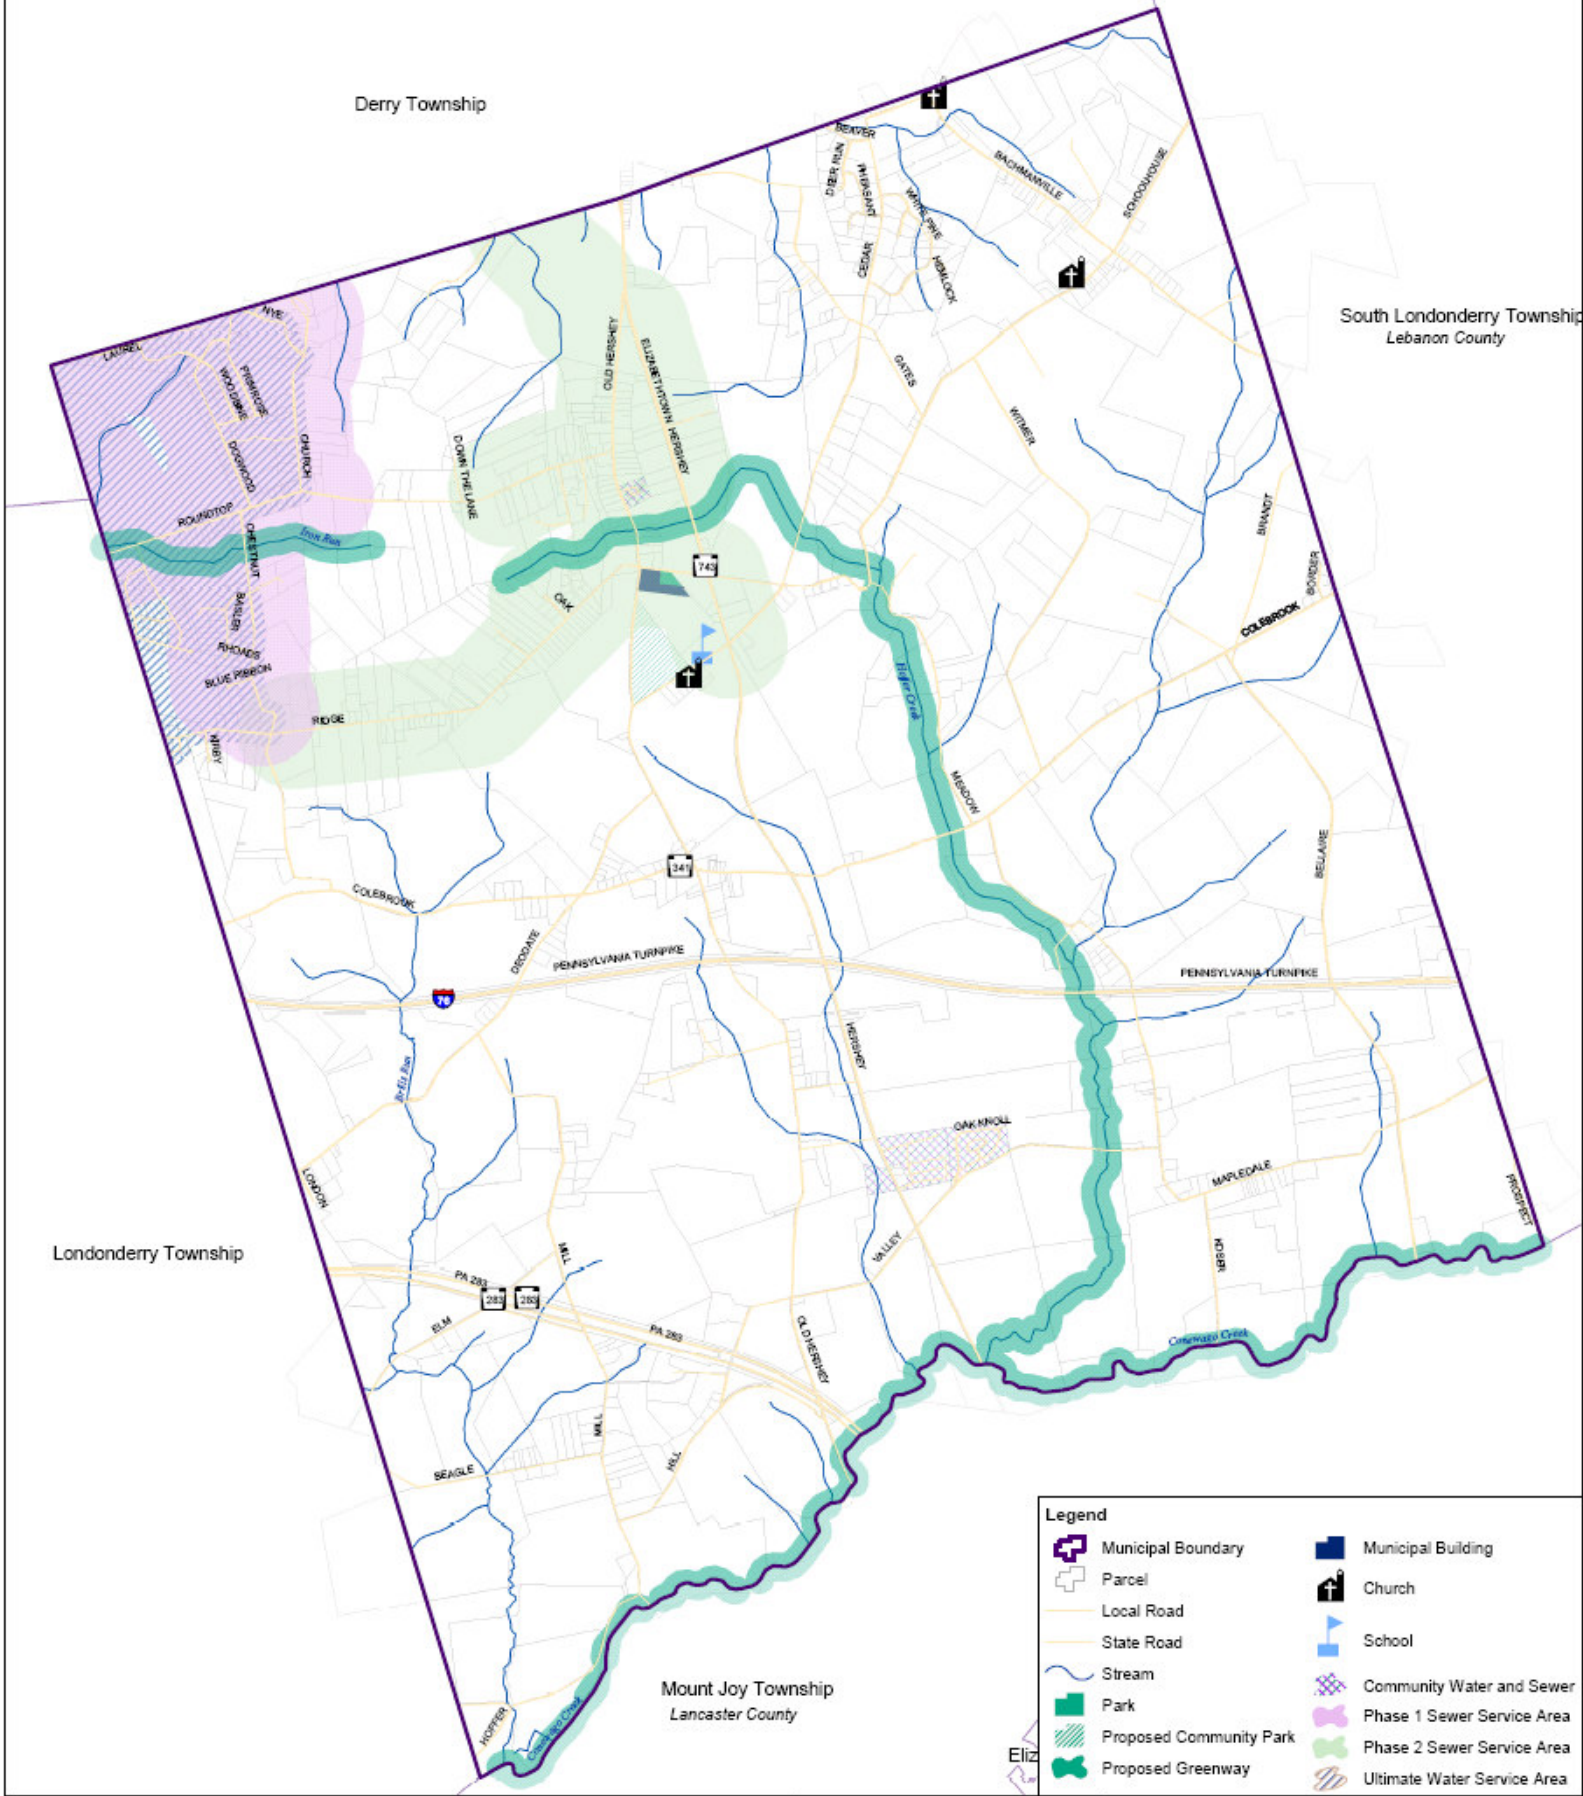 Derry Township
BEAVER
DEER RUN
PHEASANT
WHITE PINE
BACHMANVILLE
SCHOOLHOUSE
CEDAR
HEMLOCK
South Londonderry Township
Lebanon County
NYE
LAUREL
WOODBINE
PRIMROSE
OLD HERSHEY
ELIZABETHTOWN HERSHEY
GATES
WITMER
DOGWOOD
CHURCH
DOWN THE LANE
ROUNDTOP
CHESTNUT
Iron Run
BRANDT
BORDER
743
OAK
BASLER
RHOADS
BLUE RIBBON
COLEBROOK
Hoffer Creek
RIDGE
KIRBY
MEADOW
341
BELLAIRE
COLEBROOK
DEODATE
PENNSYLVANIA TURNPIKE
PENNSYLVANIA TURNPIKE
76
HERSHEY
OAK KNOLL
LONDON
MAPLEDALE
PROSPECT
Londonderry Township
MILL
VALLEY
KOSER
PA 283
283
283
ELM
PA 283
OLD HERSHEY
Conewago Creek
MILL
HILL
BEAGLE
Mount Joy Township
Lancaster County
HOFFER
Conewago Creek
Eliz
Legend
Municipal Boundary
Parcel
Local Road
State Road
Stream
Park
Proposed Community Park
Proposed Greenway
Municipal Building
Church
School
Community Water and Sewer
Phase 1 Sewer Service Area
Phase 2 Sewer Service Area
Ultimate Water Service Area